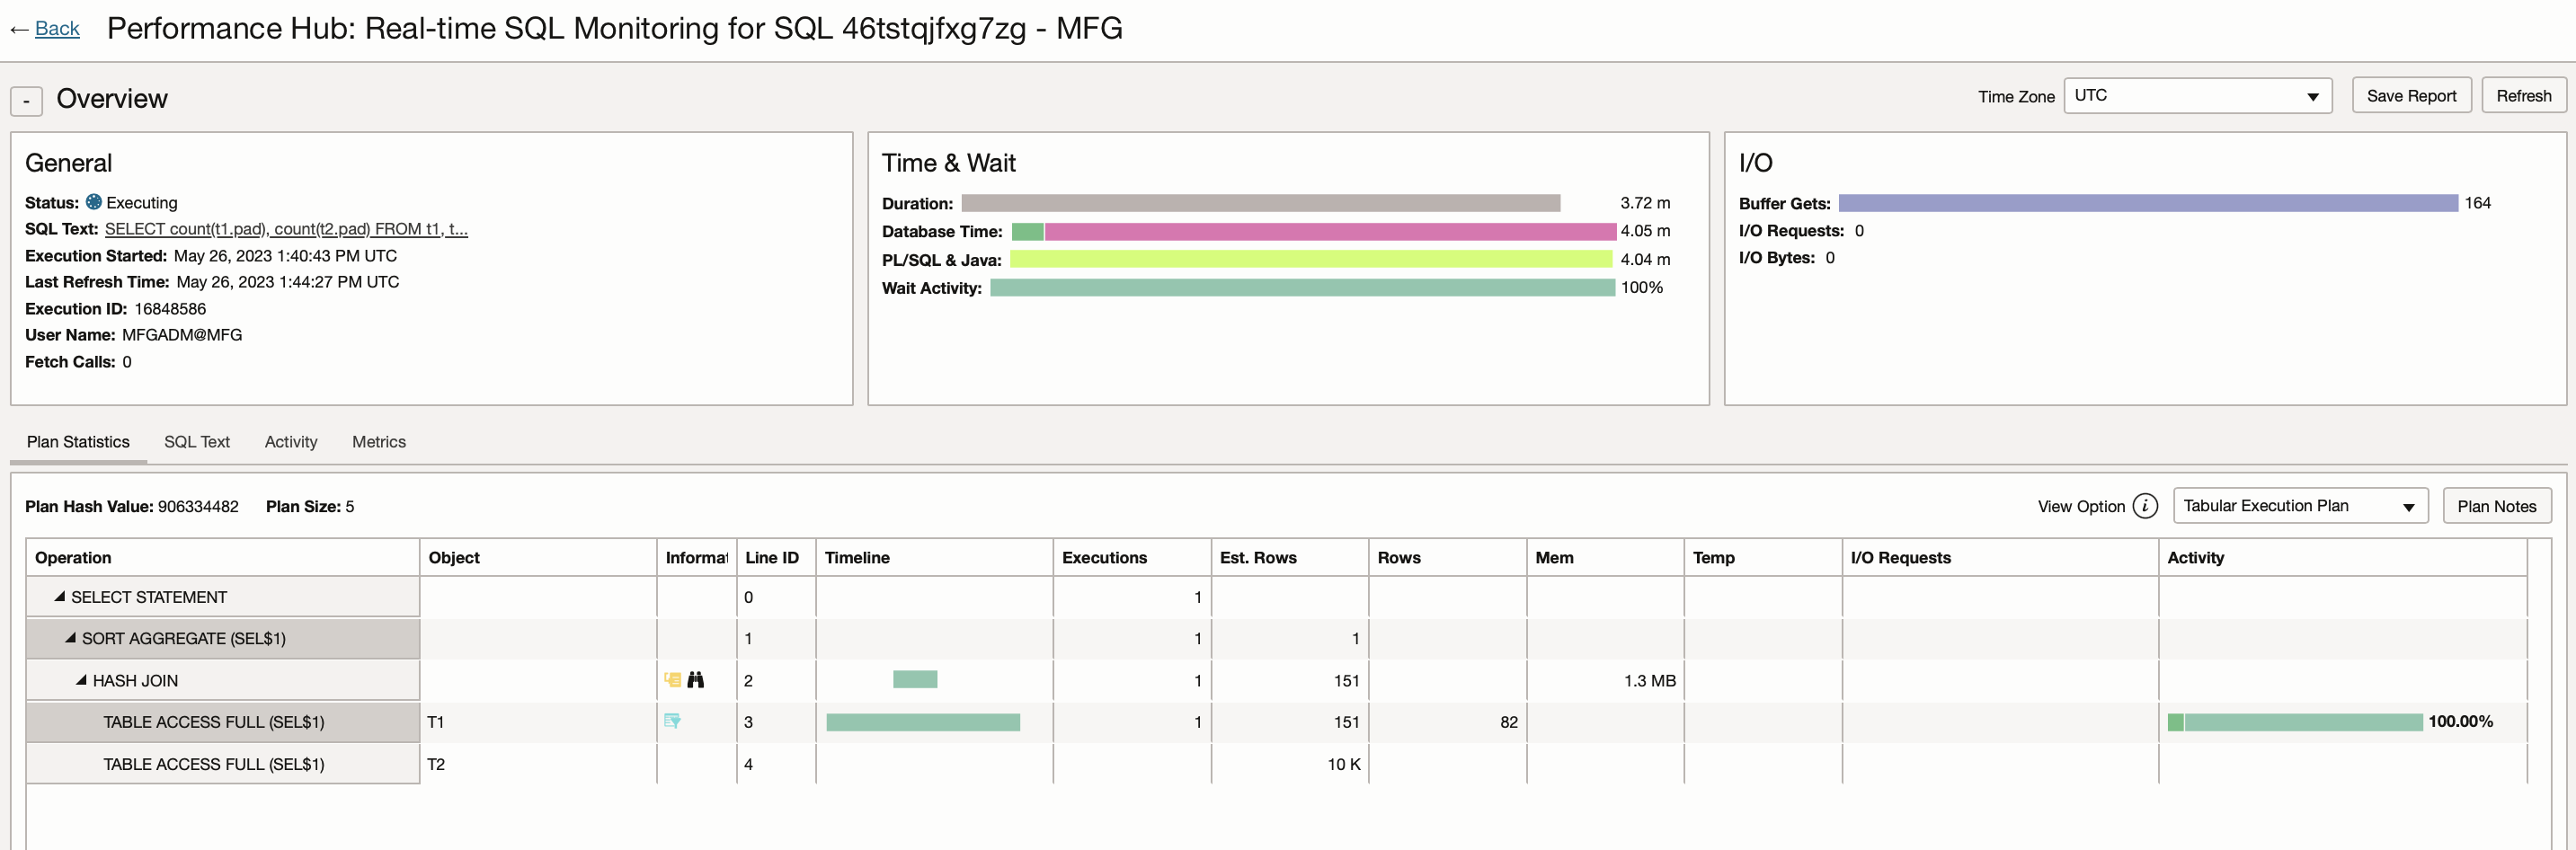 ← Back Performance Hub: Real-time SQL Monitoring for SQL 46tstqjfxg7zg - MFG
- Overview Time Zone UTC Save Report Refresh
General
Status: Executing
SQL Text: SELECT count(t1.pad), count(t2.pad) FROM t1, t...
Execution Started: May 26, 2023 1:40:43 PM UTC
Last Refresh Time: May 26, 2023 1:44:27 PM UTC
Execution ID: 16848586
User Name: MFGADM@MFG
Fetch Calls: 0
Time & Wait
Duration: 3.72 m
Database Time: 4.05 m
PL/SQL & Java: 4.04 m
Wait Activity: 100%
I/O
Buffer Gets: 164
I/O Requests: 0
I/O Bytes: 0
Plan Statistics SQL Text Activity Metrics
Plan Hash Value: 906334482 Plan Size: 5 View Option i Tabular Execution Plan Plan Notes
Operation Object Informat Line ID Timeline Executions Est. Rows Rows Mem Temp I/O Requests Activity
SELECT STATEMENT 0 1
SORT AGGREGATE (SEL$1) 1 1 1
HASH JOIN 2 1 151 1.3 MB
TABLE ACCESS FULL (SEL$1) T1 3 1 151 82 100.00%
TABLE ACCESS FULL (SEL$1) T2 4 10 K